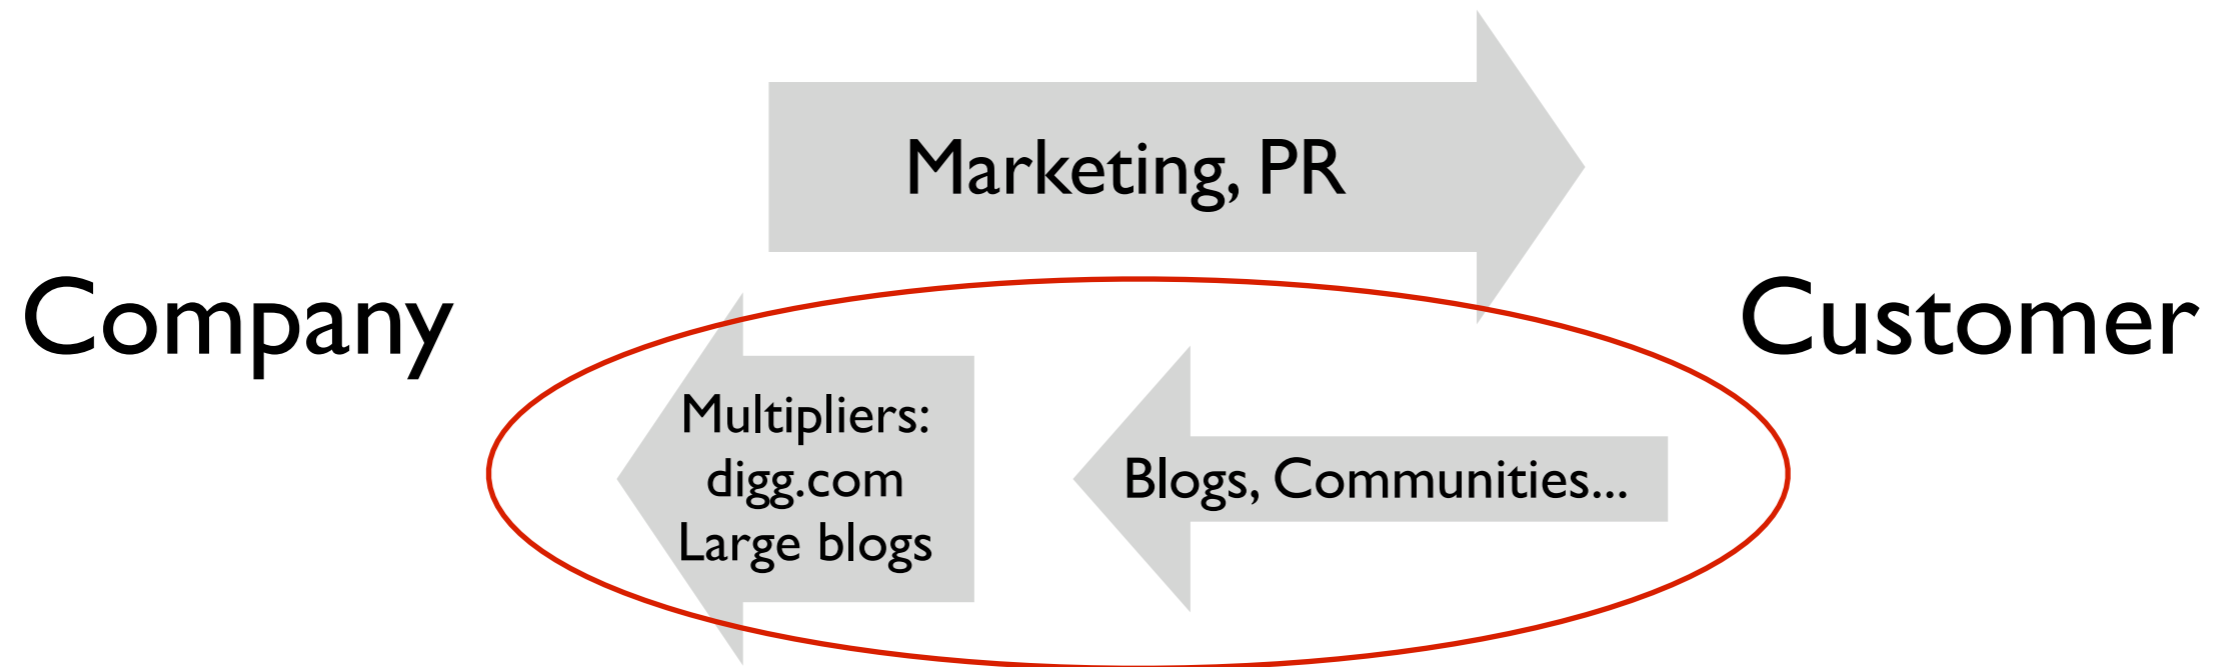 Marketing, PR
Company
Customer
Multipliers:
digg.com
Large blogs
Blogs, Communities...